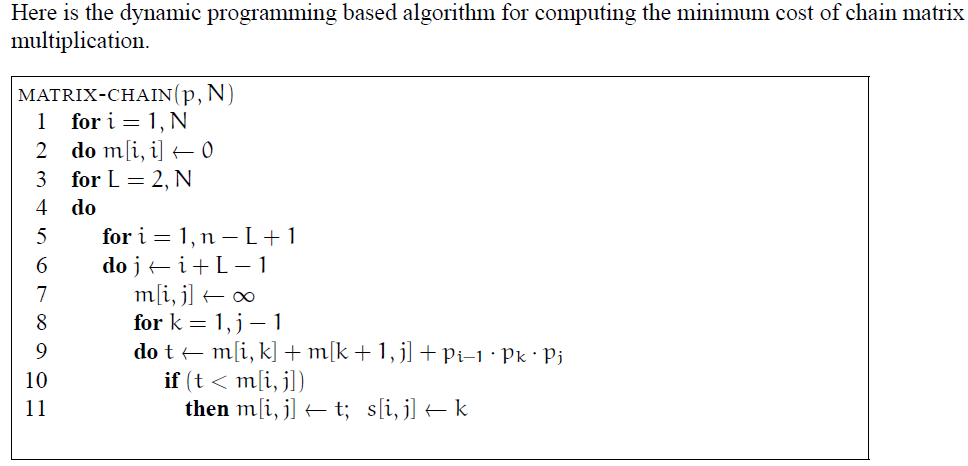 Here is the dynamic programming based algorithm for computing the minimum cost of chain matrix
multiplication.
MATRIX-CHAIN(p, N)
1 for i = 1, N
2 do m[i, i] ← 0
3 for L = 2, N
4 do
5 for i = 1, n − L + 1
6 do j ← i + L − 1
7 m[i, j] ← ∞
8 for k = 1, j − 1
9 do t ← m[i, k] + m[k + 1, j] + pᵢ₋₁ · pₖ · pⱼ
10 if (t < m[i, j])
11 then m[i, j] ← t; s[i, j] ← k